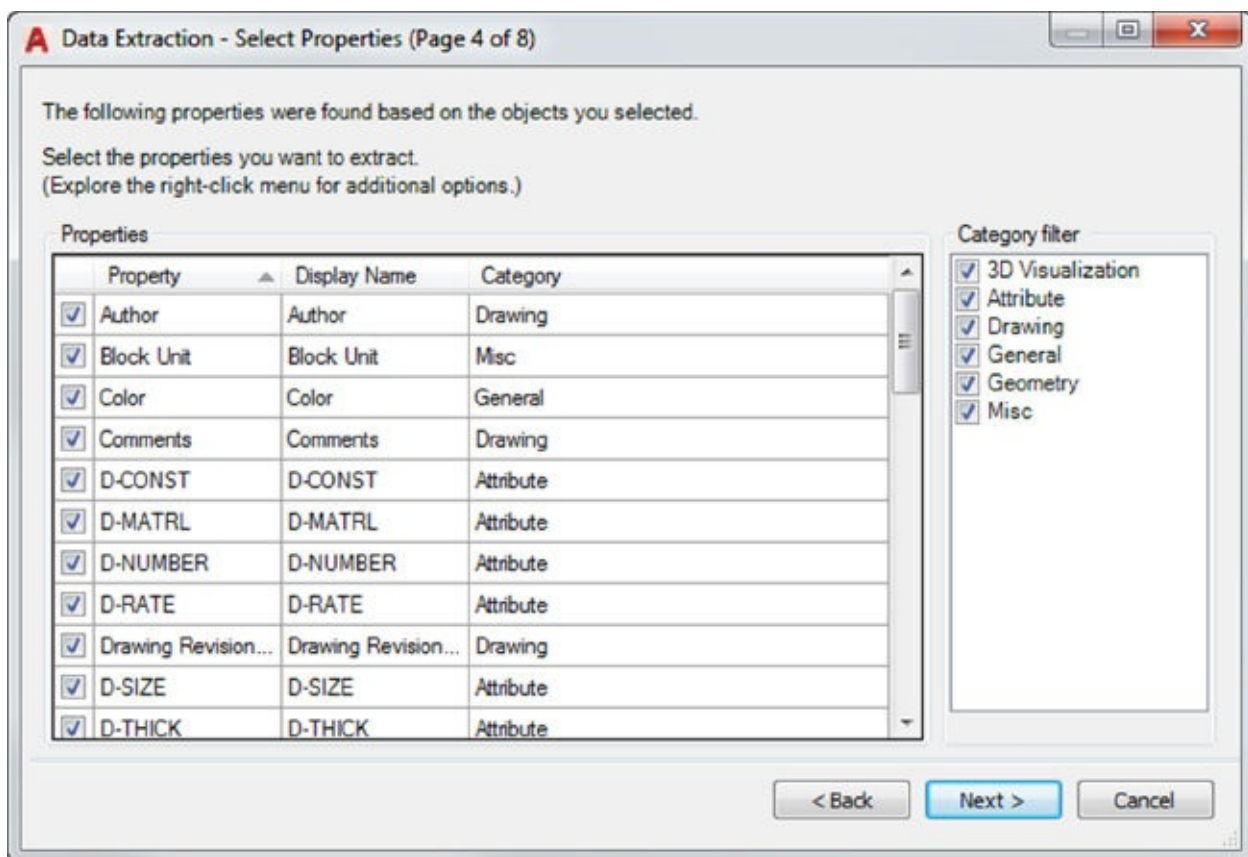 Data Extraction - Select Properties (Page 4 of 8)
The following properties were found based on the objects you selected.
Select the properties you want to extract.
(Explore the right-click menu for additional options.)
Properties
Property Display Name Category
Author Author Drawing
Block Unit Block Unit Misc
Color Color General
Comments Comments Drawing
D-CONST D-CONST Attribute
D-MATRL D-MATRL Attribute
D-NUMBER D-NUMBER Attribute
D-RATE D-RATE Attribute
Drawing Revision... Drawing Revision... Drawing
D-SIZE D-SIZE Attribute
D-THICK D-THICK Attribute
Category filter
3D Visualization
Attribute
Drawing
General
Geometry
Misc
< Back Next > Cancel